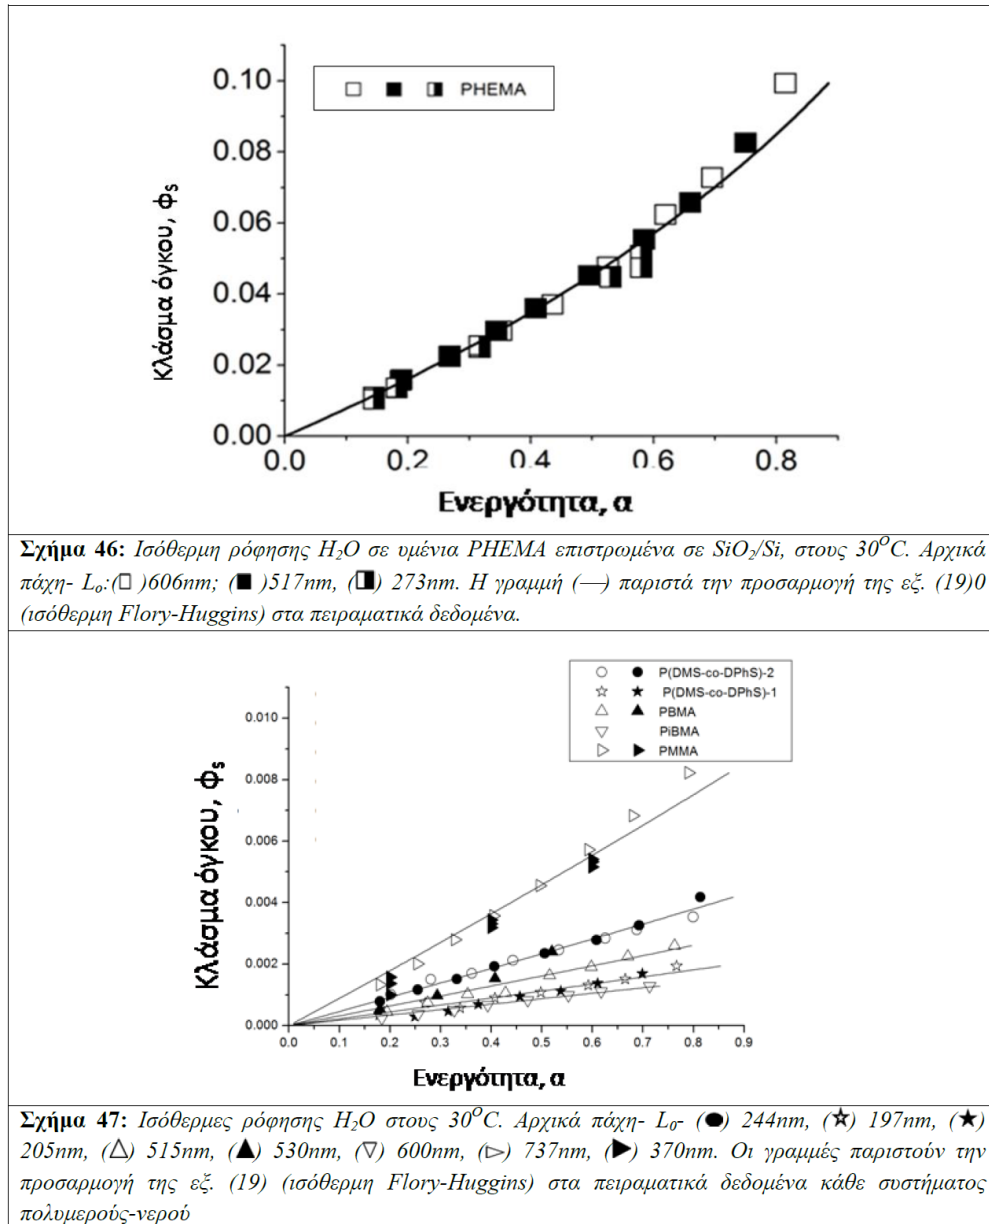 0.10
0.08
0.06
0.04
0.02
0.00
Κλάσμα όγκου, φₛ
□ ■ ◨ PHEMA
0.0 0.2 0.4 0.6 0.8
Ενεργότητα, α
Σχήμα 46: Ισόθερμη ρόφησης H₂O σε υμένια PHEMA επιστρωμένα σε SiO₂/Si, στους 30⁰C. Αρχικά
πάχη- Lₒ:(□ )606nm; (■ )517nm, (◨) 273nm. Η γραμμή (—) παριστά την προσαρμογή της εξ. (19)0
(ισόθερμη Flory-Huggins) στα πειραματικά δεδομένα.
0.010
0.008
0.006
0.004
0.002
0.000
Κλάσμα όγκου, φₛ
○ ● P(DMS-co-DPhS)-2
☆ ★ P(DMS-co-DPhS)-1
△ ▲ PBMA
▽ PiBMA
▷ ▶ PMMA
0.0 0.1 0.2 0.3 0.4 0.5 0.6 0.7 0.8 0.9
Ενεργότητα, α
Σχήμα 47: Ισόθερμες ρόφησης H₂O στους 30⁰C. Αρχικά πάχη- L₀- (●) 244nm, (☆) 197nm, (★)
205nm, (△) 515nm, (▲) 530nm, (▽) 600nm, (▷) 737nm, (▶) 370nm. Οι γραμμές παριστούν την
προσαρμογή της εξ. (19) (ισόθερμη Flory-Huggins) στα πειραματικά δεδομένα κάθε συστήματος
πολυμερούς-νερού